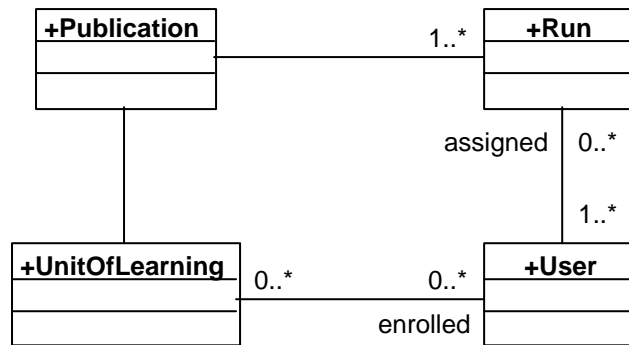 +Publication
+Run
1..*
assigned
0..*
1..*
+UnitOfLearning
+User
0..*
0..*
enrolled